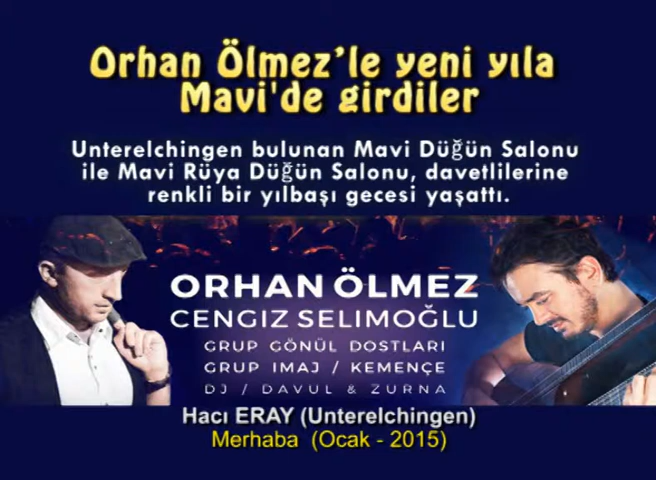 Orhan Ölmez’le yeni yıla
Mavi'de girdiler
Unterelchingen bulunan Mavi Düğün Salonu
ile Mavi Rüya Düğün Salonu, davetlilerine
renkli bir yılbaşı gecesi yaşattı.
ORHAN ÖLMEZ
CENGIZ SELIMOĞLU
GRUP GÖNÜL DOSTLARI
GRUP IMAJ / KEMENÇE
DJ / DAVUL & ZURNA
Hacı ERAY (Unterelchingen)
Merhaba (Ocak - 2015)